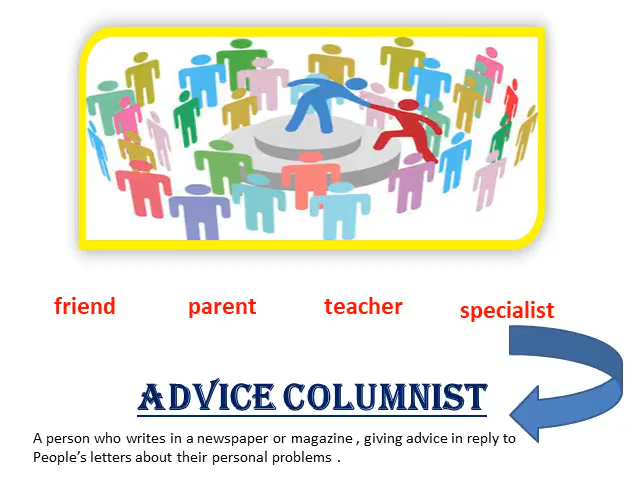 friend parent teacher specialist
ADVICE COLUMNIST
A person who writes in a newspaper or magazine , giving advice in reply to
People's letters about their personal problems .